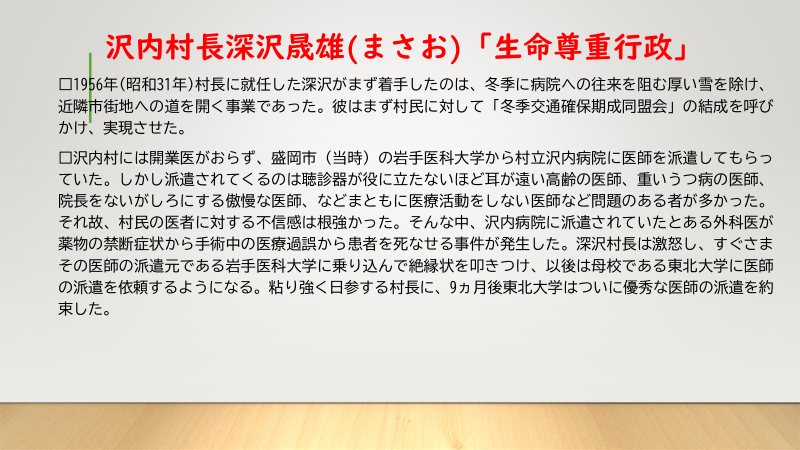 沢内村長深沢晟雄(まさお)「生命尊重行政」
□1956年(昭和31年)村長に就任した深沢がまず着手したのは、冬季に病院への往来を阻む厚い雪を除け、
近隣市街地への道を開く事業であった。彼はまず村民に対して「冬季交通確保期成同盟会」の結成を呼び
かけ、実現させた。
□沢内村には開業医がおらず、盛岡市（当時）の岩手医科大学から村立沢内病院に医師を派遣してもらっ
ていた。しかし派遣されてくるのは聴診器が役に立たないほど耳が遠い高齢の医師、重いうつ病の医師、
院長をないがしろにする傲慢な医師、などまともに医療活動をしない医師など問題のある者が多かった。
それ故、村民の医者に対する不信感は根強かった。そんな中、沢内病院に派遣されていたとある外科医が
薬物の禁断症状から手術中の医療過誤から患者を死なせる事件が発生した。深沢村長は激怒し、すぐさま
その医師の派遣元である岩手医科大学に乗り込んで絶縁状を叩きつけ、以後は母校である東北大学に医師
の派遣を依頼するようになる。粘り強く日参する村長に、9ヵ月後東北大学はついに優秀な医師の派遣を約
束した。